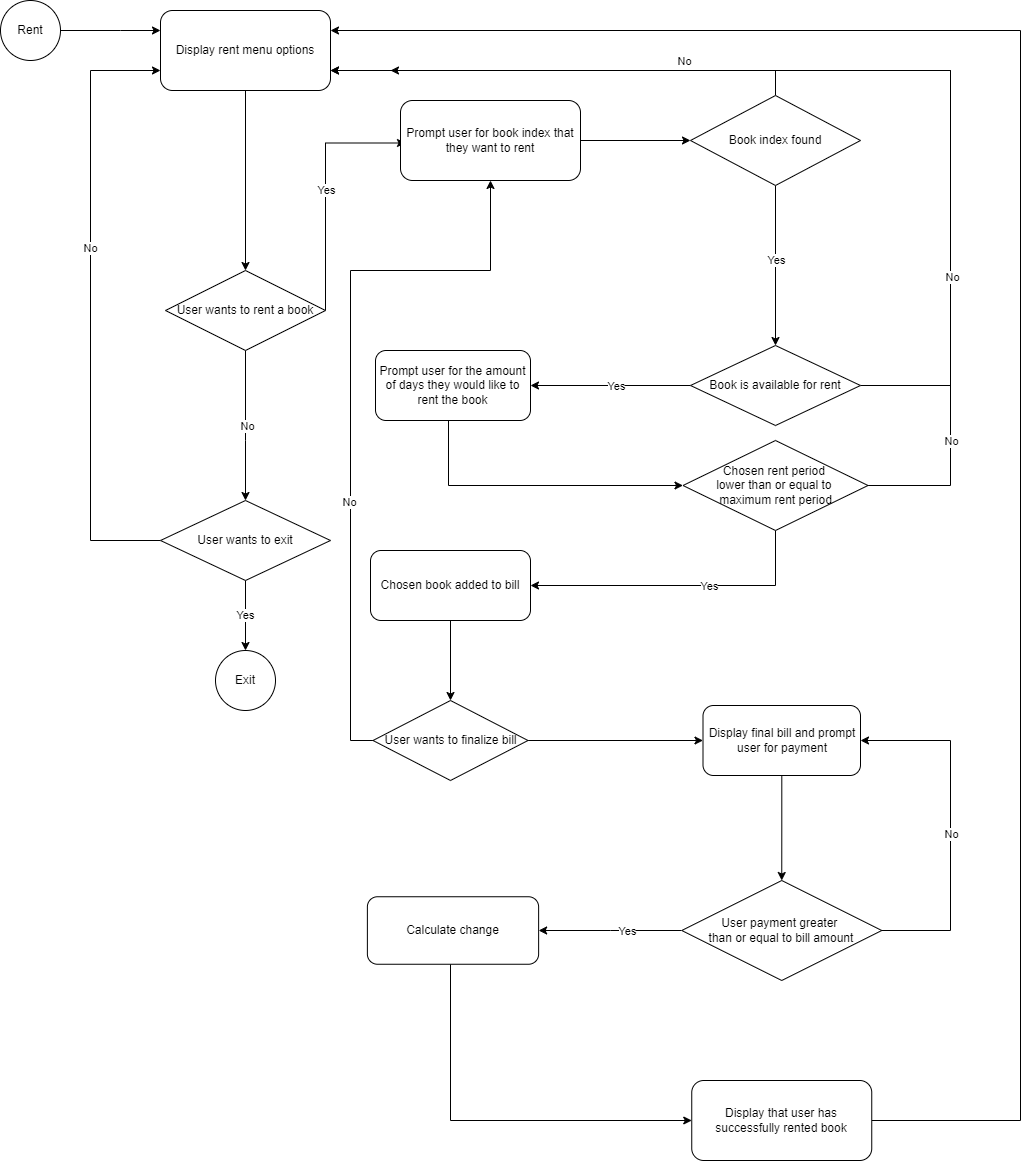 Rent
Display rent menu options
No
Prompt user for book index that
they want to rent
Book index found
Yes
No
Yes
No
User wants to rent a book
Prompt user for the amount
of days they would like to
rent the book
Yes
Book is available for rent
No
No
Chosen rent period
lower than or equal to
maximum rent period
No
User wants to exit
Chosen book added to bill
Yes
Yes
Exit
User wants to finalize bill
Display final bill and prompt
user for payment
No
Calculate change
Yes
User payment greater
than or equal to bill amount
Display that user has
successfully rented book